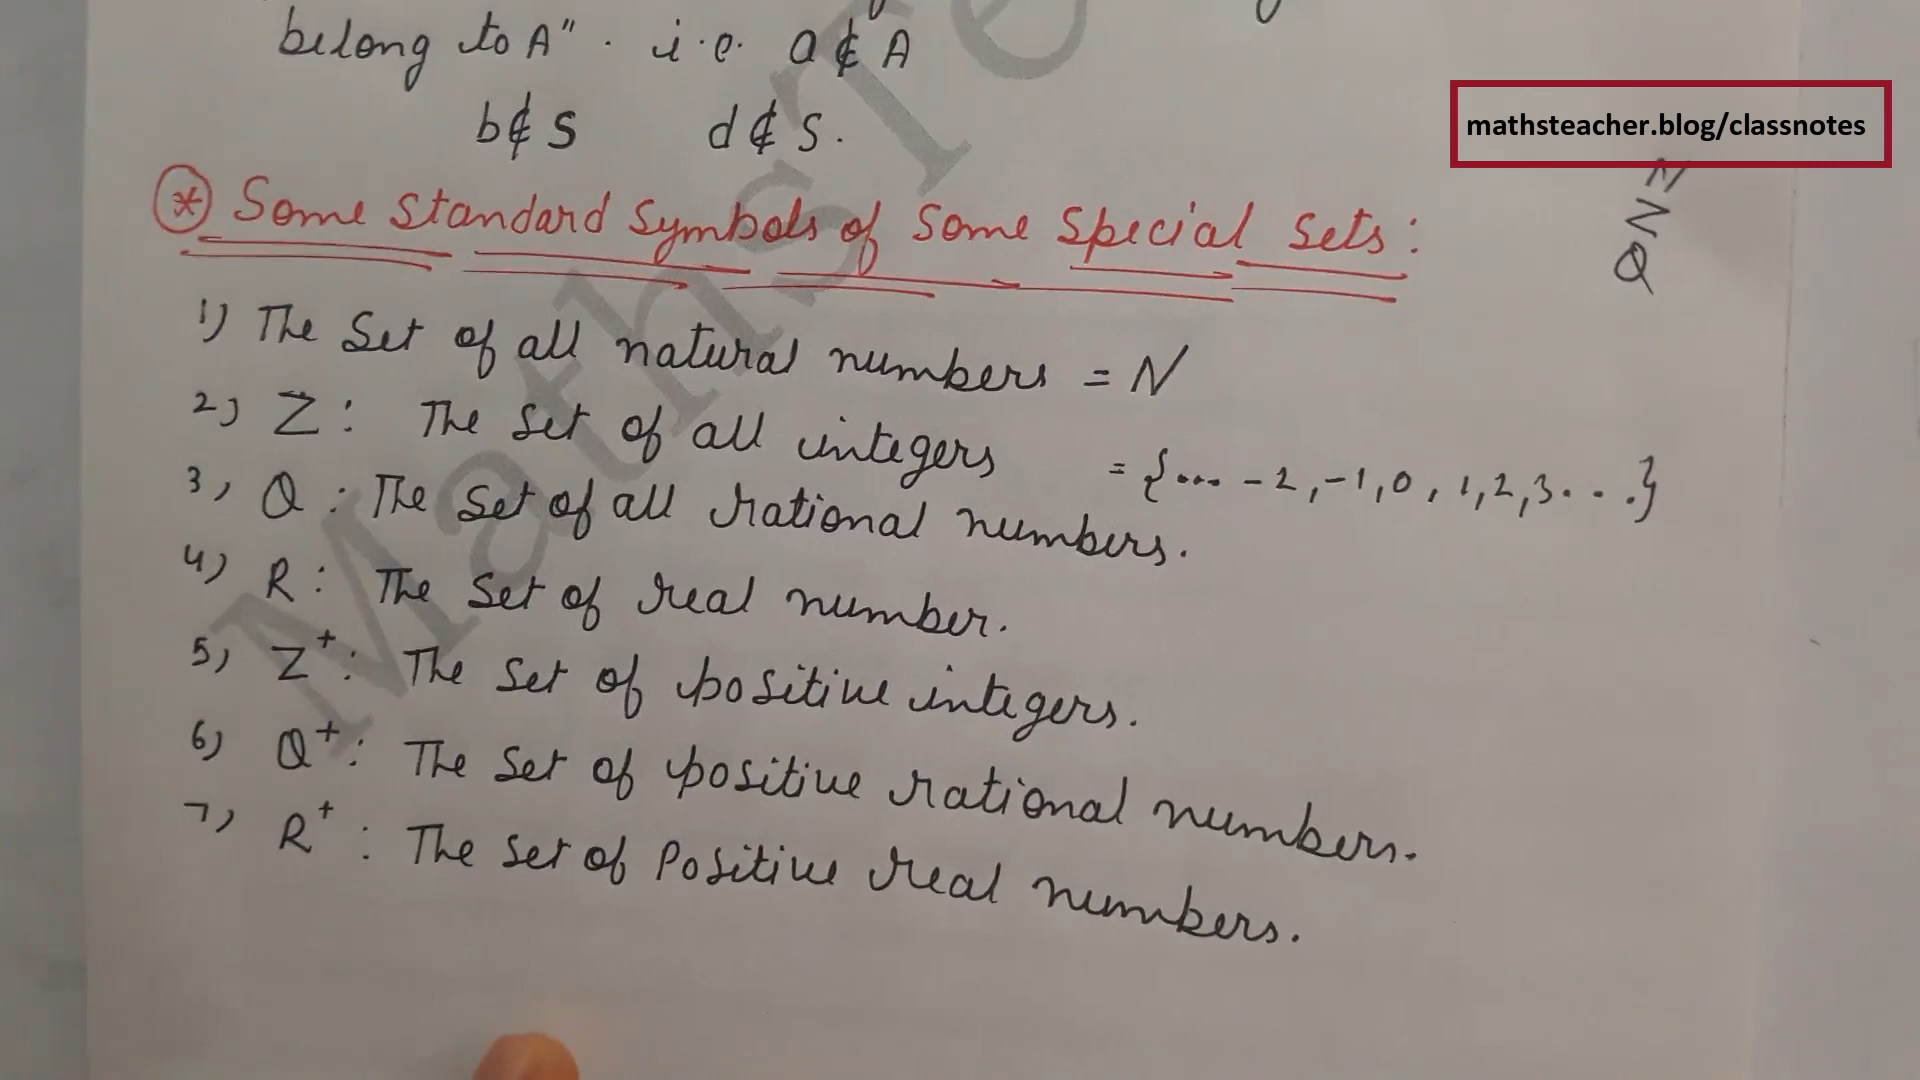 belong to A". i.e. a ∉ A
b ∉ S d ∉ S.
mathsteacher.blog/classnotes
N
Z
Q
* Some Standard Symbols of Some Special Sets:
1) The Set of all natural numbers = N
2) Z: The Set of all integers = {.... -2, -1, 0, 1, 2, 3. . . .}
3) Q: The Set of all rational numbers.
4) R: The Set of real number.
5) Z⁺: The Set of positive integers.
6) Q⁺: The Set of positive rational numbers.
7) R⁺: The Set of Positive real numbers.